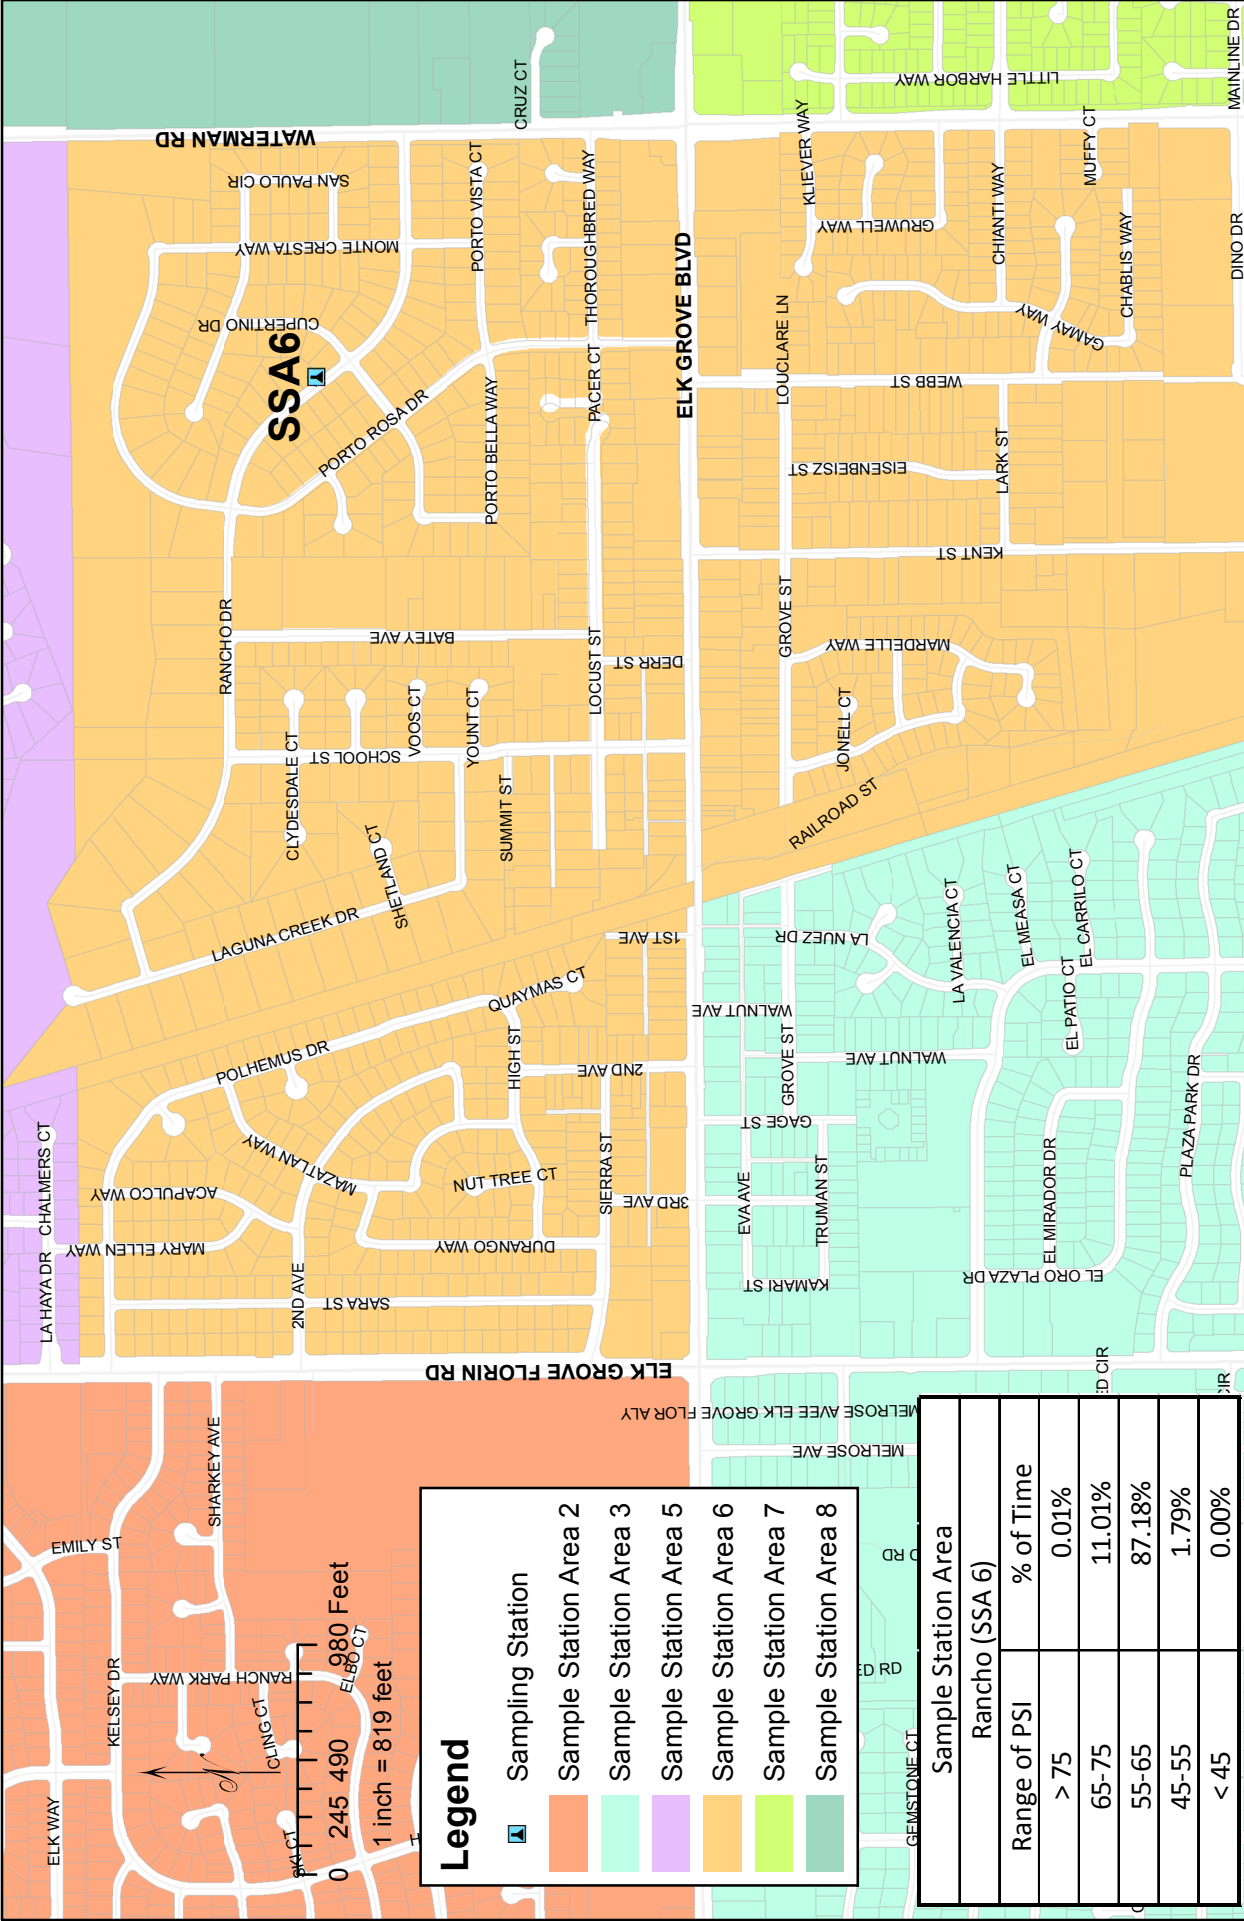 ELK WAY
EMILY ST
KELSEY DR
SHARKEY AVE
RANCH PARK WAY
CLING CT
ELBO CT
SKI CT
N
0 245 490 980 Feet
1 inch = 819 feet
LA HAYA DR
CHALMERS CT
MARY ELLEN WAY
ACAPULCO WAY
POLHEMUS DR
MAZATLAN WAY
2ND AVE
SARA ST
DURANGO WAY
NUT TREE CT
HIGH ST
QUAYMAS CT
SIERRA ST
2ND AVE
3RD AVE
1ST AVE
LAGUNA CREEK DR
SHETLAND CT
CLYDESDALE CT
SCHOOL ST
VOOS CT
YOUNT CT
SUMMIT ST
RANCHO DR
BATEY AVE
LOCUST ST
DERR ST
SSA6
CUPERTINO DR
PORTO ROSA DR
PORTO BELLA WAY
PORTO VISTA CT
PACER CT
THOROUGHBRED WAY
MONTE CRESTA WAY
SAN PAULO CIR
WATERMAN RD
CRUZ CT
ELK GROVE BLVD
ELK GROVE FLORIN RD
MELROSE AVEE ELK GROVE FLOR ALY
MELROSE AVE
WALNUT AVE
WALNUT AVE
GROVE ST
GAGE ST
EVA AVE
TRUMAN ST
KAMARI ST
LA NUEZ DR
LA VALENCIA CT
EL MEASA CT
EL CARRILO CT
EL PATIO CT
EL MIRADOR DR
EL ORO PLAZA DR
PLAZA PARK DR
RAILROAD ST
JONELL CT
MARDELLE WAY
GROVE ST
KENT ST
EISENBEISZ ST
LARK ST
LOUCLARE LN
WEBB ST
GAMAY WAY
CHABLIS WAY
CHIANTI WAY
GRUWELL WAY
KLIEVER WAY
MUFFY CT
LITTLE HARBOR WAY
MAINLINE DR
DINO DR
GEMSTONE CT
ED RD
D RD
ED CIR
CIR
Legend
Sampling Station
Sample Station Area 2
Sample Station Area 3
Sample Station Area 5
Sample Station Area 6
Sample Station Area 7
Sample Station Area 8
Sample Station Area
Rancho (SSA 6)
Range of PSI % of Time
> 75 0.01%
65-75 11.01%
55-65 87.18%
45-55 1.79%
< 45 0.00%